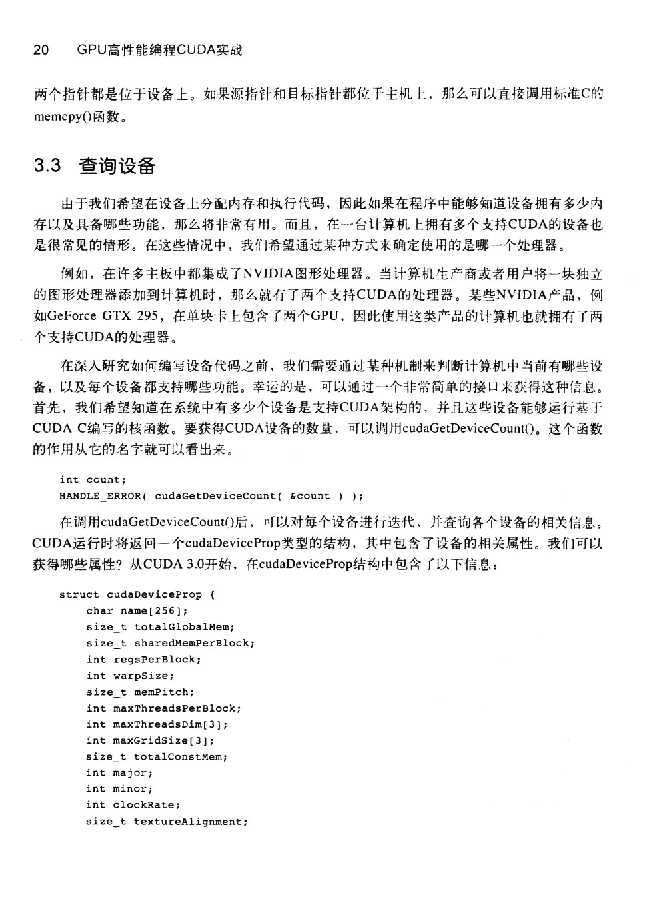 20 GPU高性能编程CUDA实战
两个指针都是位于设备上。如果源指针和目标指针都位于主机上，那么可以直接调用标准C的
memcpy()函数。
3.3 查询设备
由于我们希望在设备上分配内存和执行代码，因此如果在程序中能够知道设备拥有多少内
存以及具备哪些功能，那么将非常有用。而且，在一台计算机上拥有多个支持CUDA的设备也
是很常见的情形。在这些情况中，我们希望通过某种方式来确定使用的是哪一个处理器。
例如，在许多主板中都集成了NVIDIA图形处理器。当计算机生产商或者用户将一块独立
的图形处理器添加到计算机时，那么就有了两个支持CUDA的处理器。某些NVIDIA产品，例
如GeForce GTX 295，在单块卡上包含了两个GPU，因此使用这类产品的计算机也就拥有了两
个支持CUDA的处理器。
在深入研究如何编写设备代码之前，我们需要通过某种机制来判断计算机中当前有哪些设
备，以及每个设备都支持哪些功能。幸运的是，可以通过一个非常简单的接口来获得这种信息。
首先，我们希望知道在系统中有多少个设备是支持CUDA架构的，并且这些设备能够运行基于
CUDA C编写的核函数。要获得CUDA设备的数量，可以调用cudaGetDeviceCount()。这个函数
的作用从它的名字就可以看出来。
int count;
HANDLE_ERROR( cudaGetDeviceCount( &count ) );
在调用cudaGetDeviceCount()后，可以对每个设备进行迭代，并查询各个设备的相关信息。
CUDA运行时将返回一个cudaDeviceProp类型的结构，其中包含了设备的相关属性。我们可以
获得哪些属性？从CUDA 3.0开始，在cudaDeviceProp结构中包含了以下信息：
struct cudaDeviceProp {
char name[256];
size_t totalGlobalMem;
size_t sharedMemPerBlock;
int regsPerBlock;
int warpSize;
size_t memPitch;
int maxThreadsPerBlock;
int maxThreadsDim[3];
int maxGridSize[3];
size_t totalConstMem;
int major;
int minor;
int clockRate;
size_t textureAlignment;